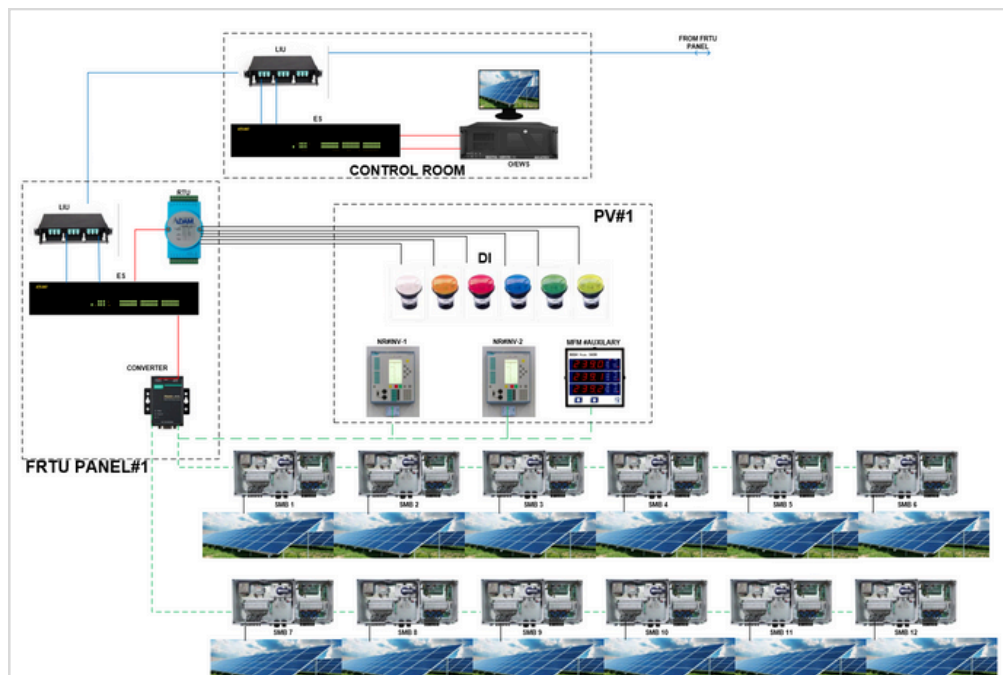 FROM FRTU
PANEL
LIU
ES
O/EWS
CONTROL ROOM
RTU
LIU
ADAM
PV#1
DI
ES
NR#INV-1
NR#INV-2
MFM #AUXILARY
CONVERTER
FRTU PANEL#1
SMB 1
SMB 2
SMB 3
SMB 4
SMB 5
SMB 6
SMB 7
SMB 8
SMB 9
SMB 10
SMB 11
SMB 12